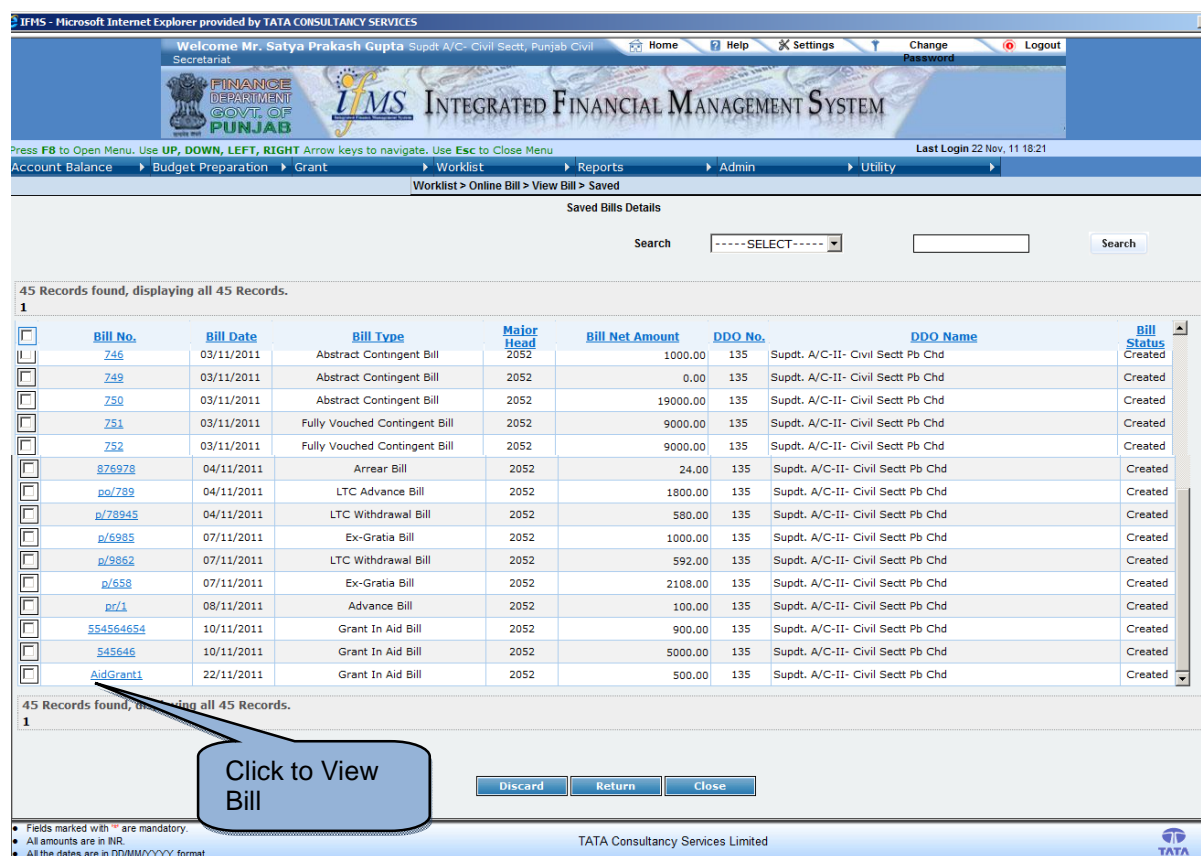 IFMS - Microsoft Internet Explorer provided by TATA CONSULTANCY SERVICES
Welcome Mr. Satya Prakash Gupta Supdt A/C- Civil Sectt, Punjab Civil Secretariat
Home Help Settings Change Password Logout
FINANCE
DEPARTMENT
GOVT. OF
PUNJAB
ifMS INTEGRATED FINANCIAL MANAGEMENT SYSTEM
Press F8 to Open Menu. Use UP, DOWN, LEFT, RIGHT Arrow keys to navigate. Use Esc to Close Menu
Last Login 22 Nov, 11 18:21
Account Balance Budget Preparation Grant Worklist Reports Admin Utility
Worklist > Online Bill > View Bill > Saved
Saved Bills Details
Search -----SELECT----- Search
45 Records found, displaying all 45 Records.
1
Bill No. Bill Date Bill Type Major Head Bill Net Amount DDO No. DDO Name Bill Status
746 03/11/2011 Abstract Contingent Bill 2052 1000.00 135 Supdt. A/C-II- Civil Sectt Pb Chd Created
749 03/11/2011 Abstract Contingent Bill 2052 0.00 135 Supdt. A/C-II- Civil Sectt Pb Chd Created
750 03/11/2011 Abstract Contingent Bill 2052 19000.00 135 Supdt. A/C-II- Civil Sectt Pb Chd Created
751 03/11/2011 Fully Vouched Contingent Bill 2052 9000.00 135 Supdt. A/C-II- Civil Sectt Pb Chd Created
752 03/11/2011 Fully Vouched Contingent Bill 2052 9000.00 135 Supdt. A/C-II- Civil Sectt Pb Chd Created
876978 04/11/2011 Arrear Bill 2052 24.00 135 Supdt. A/C-II- Civil Sectt Pb Chd Created
po/789 04/11/2011 LTC Advance Bill 2052 1800.00 135 Supdt. A/C-II- Civil Sectt Pb Chd Created
p/78945 04/11/2011 LTC Withdrawal Bill 2052 580.00 135 Supdt. A/C-II- Civil Sectt Pb Chd Created
p/6985 07/11/2011 Ex-Gratia Bill 2052 1000.00 135 Supdt. A/C-II- Civil Sectt Pb Chd Created
p/9862 07/11/2011 LTC Withdrawal Bill 2052 592.00 135 Supdt. A/C-II- Civil Sectt Pb Chd Created
p/658 07/11/2011 Ex-Gratia Bill 2052 2108.00 135 Supdt. A/C-II- Civil Sectt Pb Chd Created
pr/1 08/11/2011 Advance Bill 2052 100.00 135 Supdt. A/C-II- Civil Sectt Pb Chd Created
554564654 10/11/2011 Grant In Aid Bill 2052 900.00 135 Supdt. A/C-II- Civil Sectt Pb Chd Created
545646 10/11/2011 Grant In Aid Bill 2052 5000.00 135 Supdt. A/C-II- Civil Sectt Pb Chd Created
AidGrant1 22/11/2011 Grant In Aid Bill 2052 500.00 135 Supdt. A/C-II- Civil Sectt Pb Chd Created
45 Records found, displaying all 45 Records.
1
Click to View
Bill
Discard Return Close
Fields marked with "*" are mandatory.
All amounts are in INR.
All the dates are in DD/MM/YYYY format
TATA Consultancy Services Limited
TATA